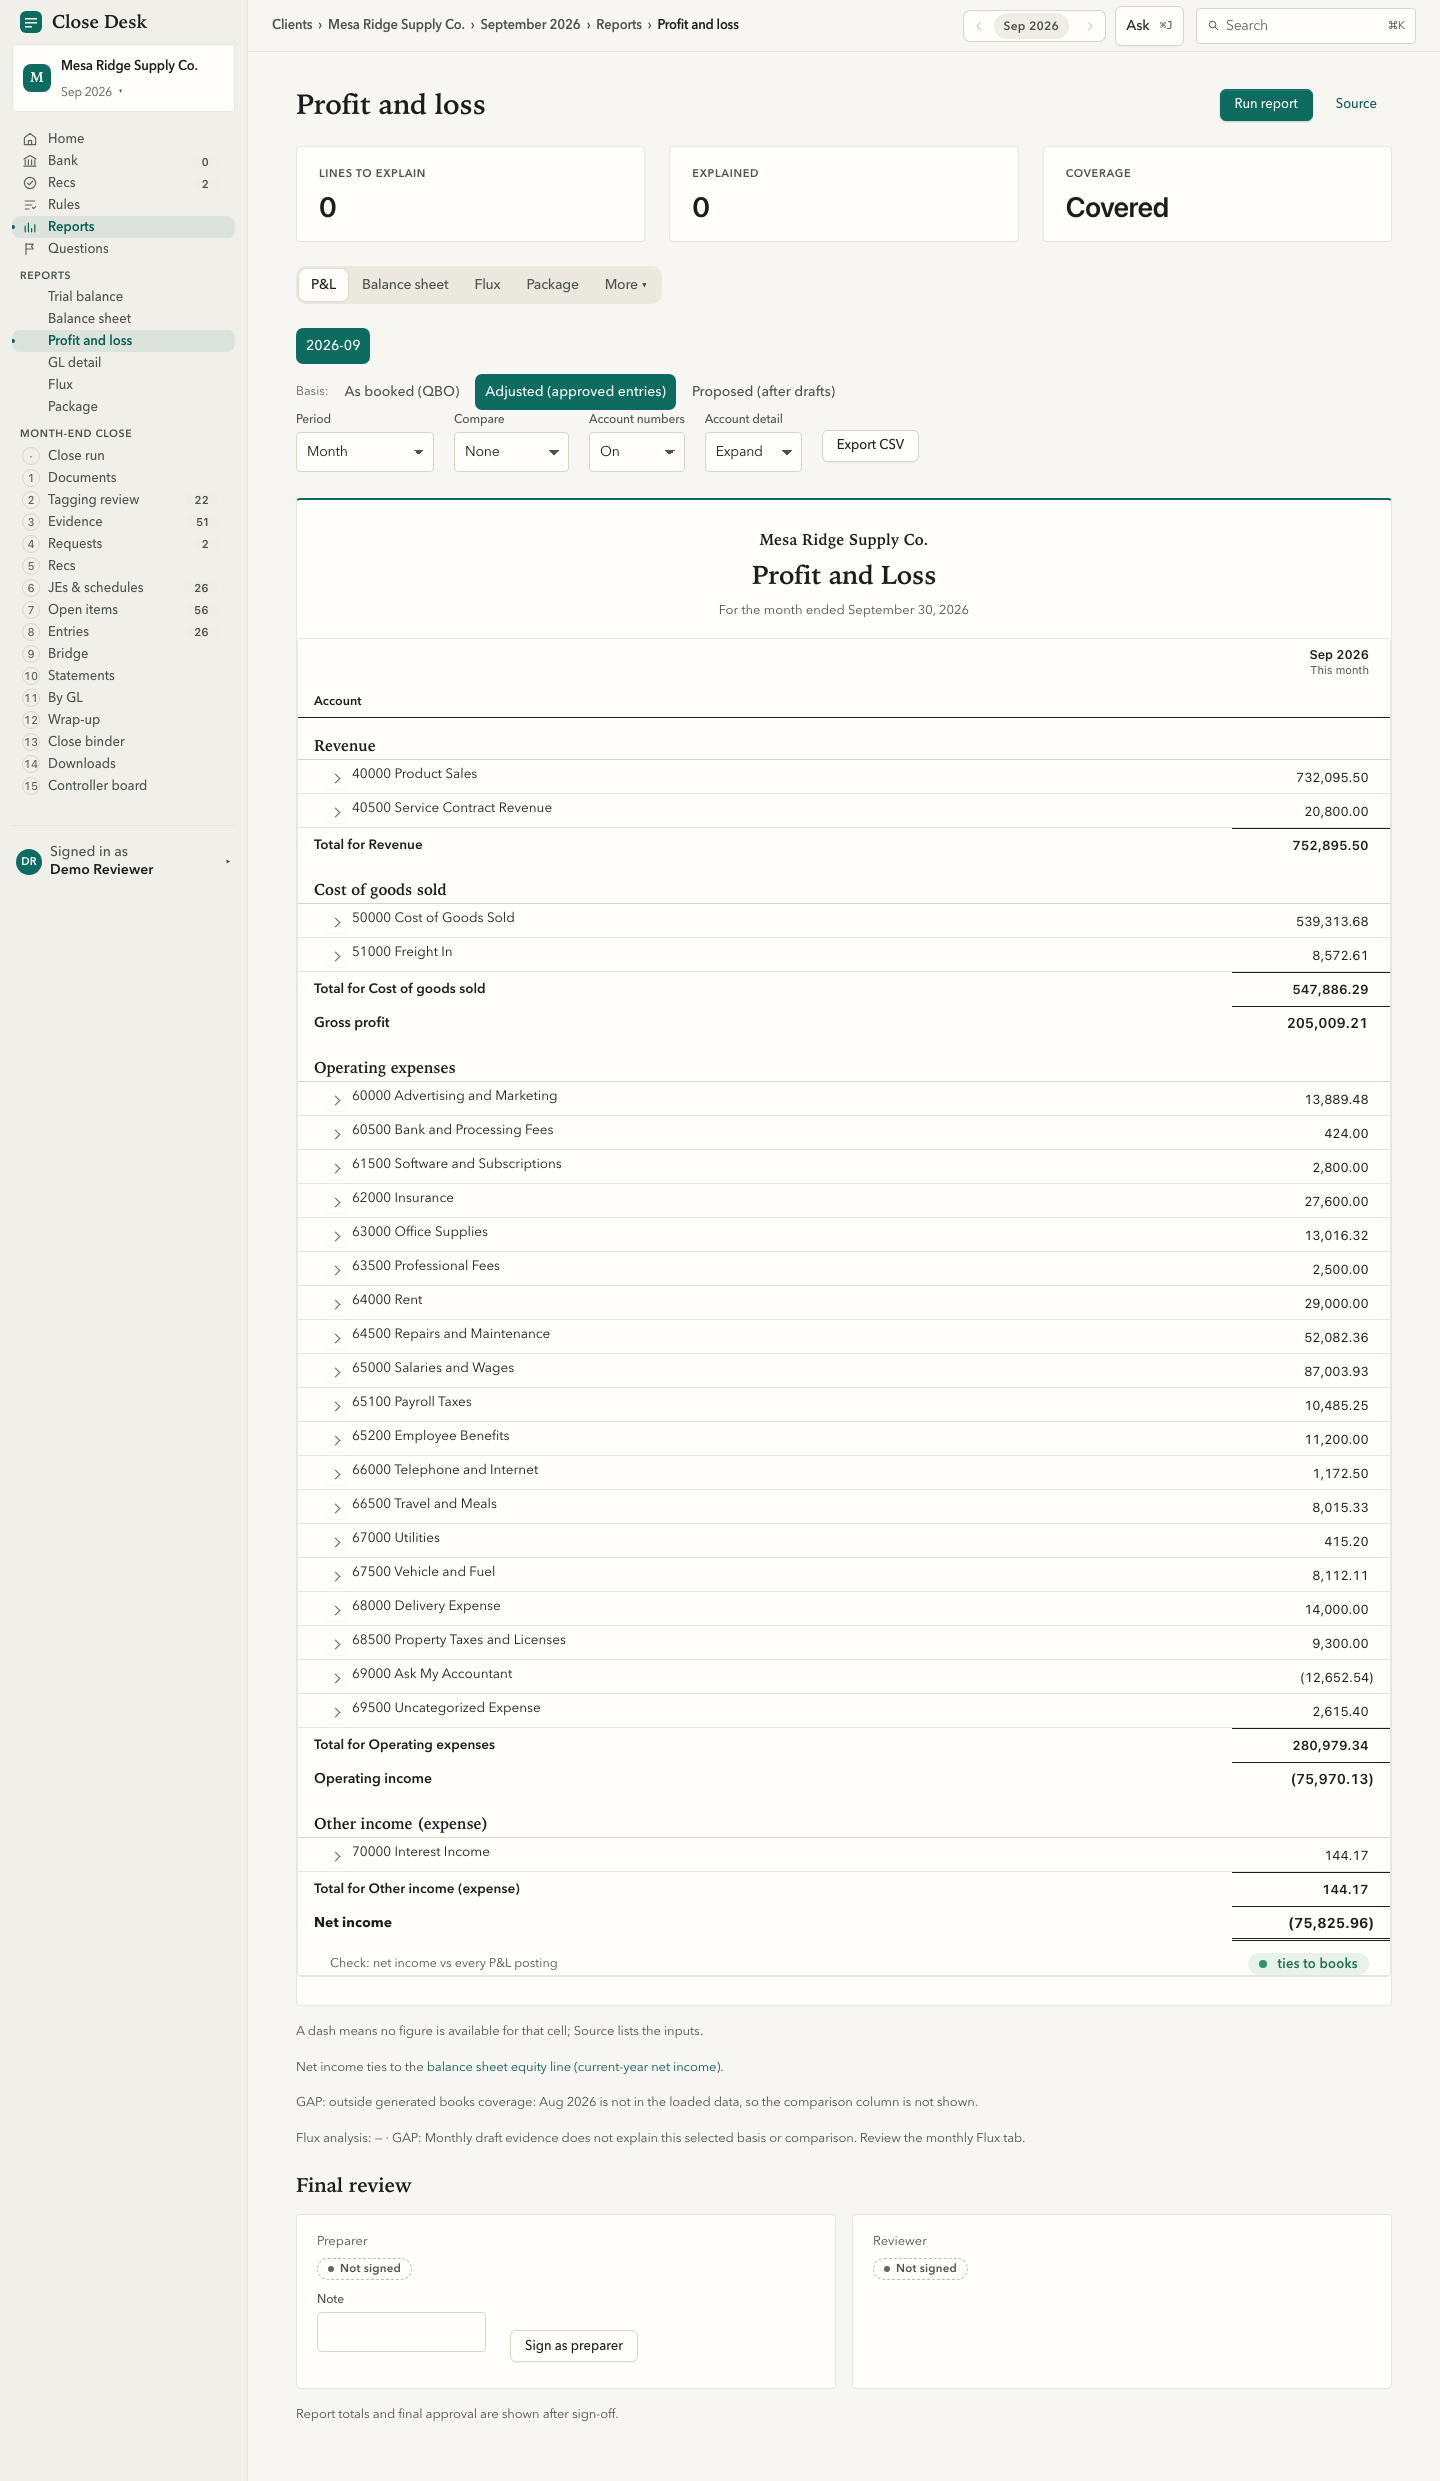 Close Desk
M
Mesa Ridge Supply Co.
Sep 2026
Home
Bank 0
Recs 2
Rules
Reports
Questions
REPORTS
Trial balance
Balance sheet
Profit and loss
GL detail
Flux
Package
MONTH-END CLOSE
· Close run
1 Documents
2 Tagging review 22
3 Evidence 51
4 Requests 2
5 Recs
6 JEs & schedules 26
7 Open items 56
8 Entries 26
9 Bridge
10 Statements
11 By GL
12 Wrap-up
13 Close binder
14 Downloads
15 Controller board
DR
Signed in as
Demo Reviewer
Clients › Mesa Ridge Supply Co. › September 2026 › Reports › Profit and loss
Sep 2026
Ask ⌘J
Search ⌘K
Profit and loss
Run report
Source
LINES TO EXPLAIN
0
EXPLAINED
0
COVERAGE
Covered
P&L Balance sheet Flux Package More
2026-09
Basis: As booked (QBO) Adjusted (approved entries) Proposed (after drafts)
Period Compare Account numbers Account detail
Month None On Expand Export CSV
Mesa Ridge Supply Co.
Profit and Loss
For the month ended September 30, 2026
Sep 2026
This month
Account
Revenue
40000 Product Sales 732,095.50
40500 Service Contract Revenue 20,800.00
Total for Revenue 752,895.50
Cost of goods sold
50000 Cost of Goods Sold 539,313.68
51000 Freight In 8,572.61
Total for Cost of goods sold 547,886.29
Gross profit 205,009.21
Operating expenses
60000 Advertising and Marketing 13,889.48
60500 Bank and Processing Fees 424.00
61500 Software and Subscriptions 2,800.00
62000 Insurance 27,600.00
63000 Office Supplies 13,016.32
63500 Professional Fees 2,500.00
64000 Rent 29,000.00
64500 Repairs and Maintenance 52,082.36
65000 Salaries and Wages 87,003.93
65100 Payroll Taxes 10,485.25
65200 Employee Benefits 11,200.00
66000 Telephone and Internet 1,172.50
66500 Travel and Meals 8,015.33
67000 Utilities 415.20
67500 Vehicle and Fuel 8,112.11
68000 Delivery Expense 14,000.00
68500 Property Taxes and Licenses 9,300.00
69000 Ask My Accountant (12,652.54)
69500 Uncategorized Expense 2,615.40
Total for Operating expenses 280,979.34
Operating income (75,970.13)
Other income (expense)
70000 Interest Income 144.17
Total for Other income (expense) 144.17
Net income (75,825.96)
Check: net income vs every P&L posting ties to books
A dash means no figure is available for that cell; Source lists the inputs.
Net income ties to the balance sheet equity line (current-year net income).
GAP: outside generated books coverage: Aug 2026 is not in the loaded data, so the comparison column is not shown.
Flux analysis: — · GAP: Monthly draft evidence does not explain this selected basis or comparison. Review the monthly Flux tab.
Final review
Preparer
Not signed
Note
Sign as preparer
Reviewer
Not signed
Report totals and final approval are shown after sign-off.